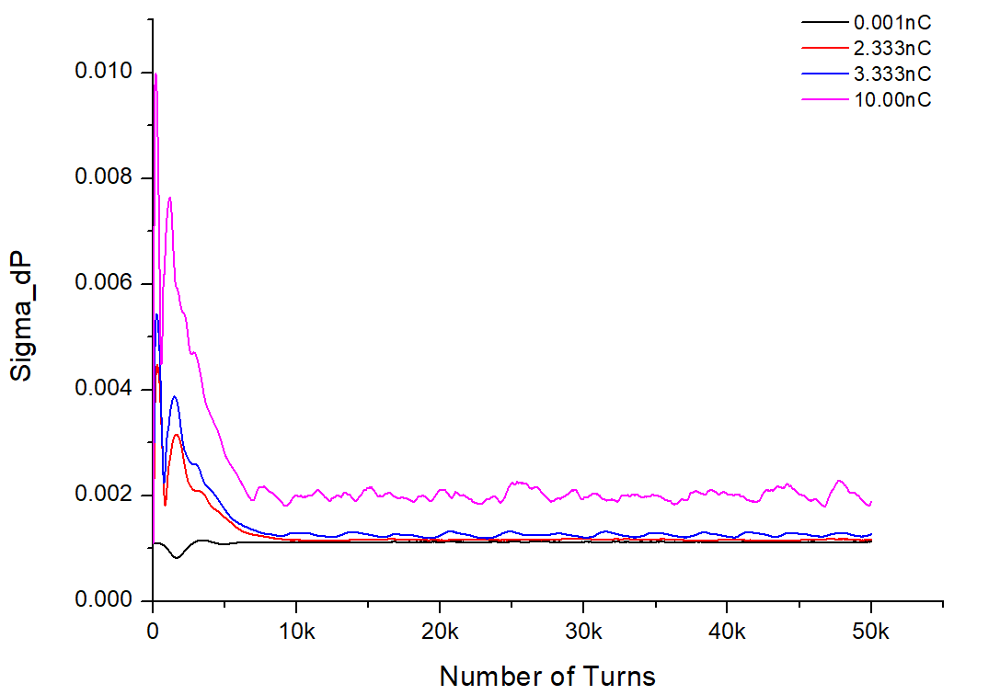 0.001nC
2.333nC
3.333nC
10.00nC
0.010
0.008
0.006
0.004
0.002
0.000
Sigma_dP
0 10k 20k 30k 40k 50k
Number of Turns